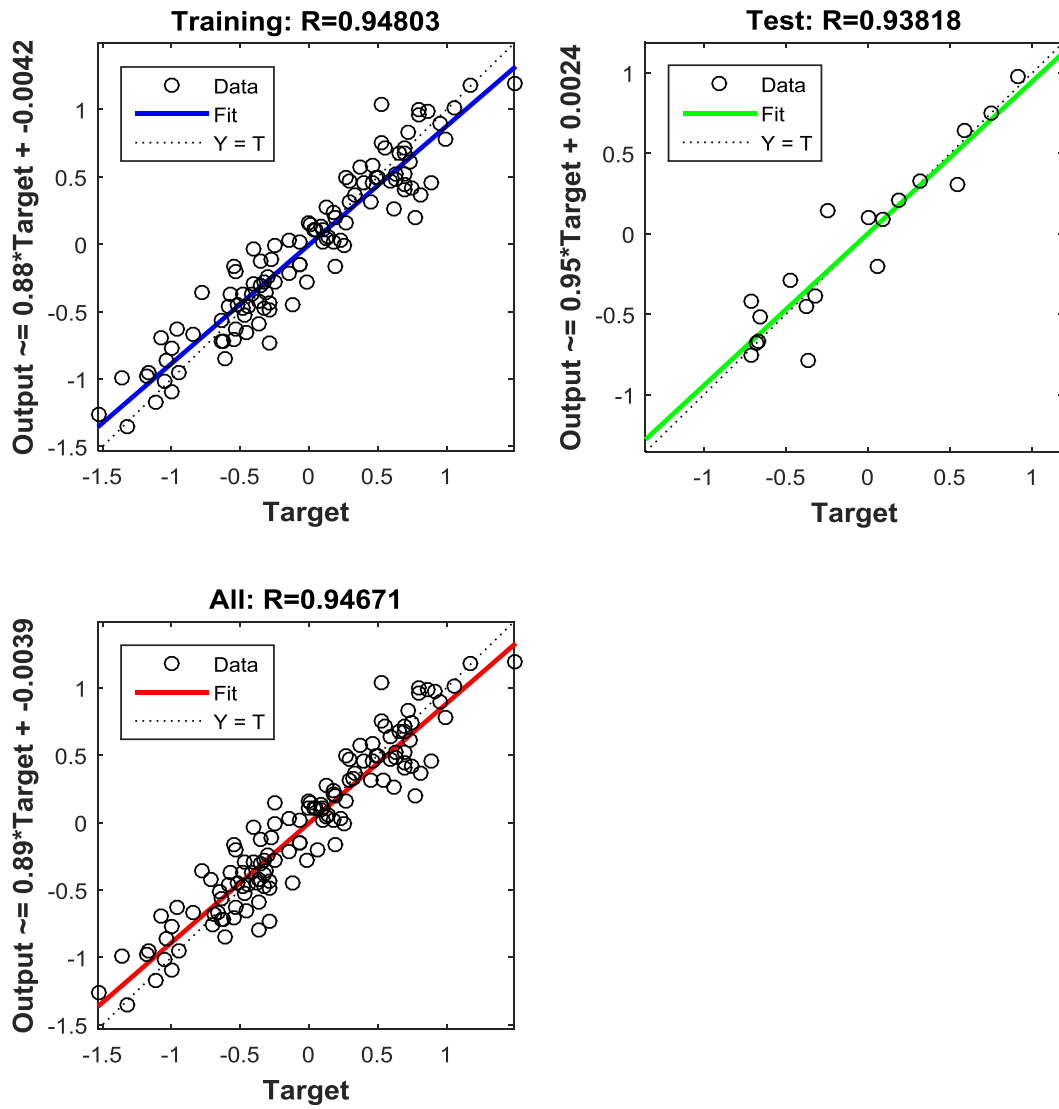 Training: R=0.94803
Output ~= 0.88*Target + -0.0042
Data
Fit
Y = T
1
0.5
0
-0.5
-1
-1.5
-1.5 -1 -0.5 0 0.5 1
Target
Test: R=0.93818
Output ~= 0.95*Target + 0.0024
Data
Fit
Y = T
1
0.5
0
-0.5
-1
-1 -0.5 0 0.5 1
Target
All: R=0.94671
Output ~= 0.89*Target + -0.0039
Data
Fit
Y = T
1
0.5
0
-0.5
-1
-1.5
-1.5 -1 -0.5 0 0.5 1
Target